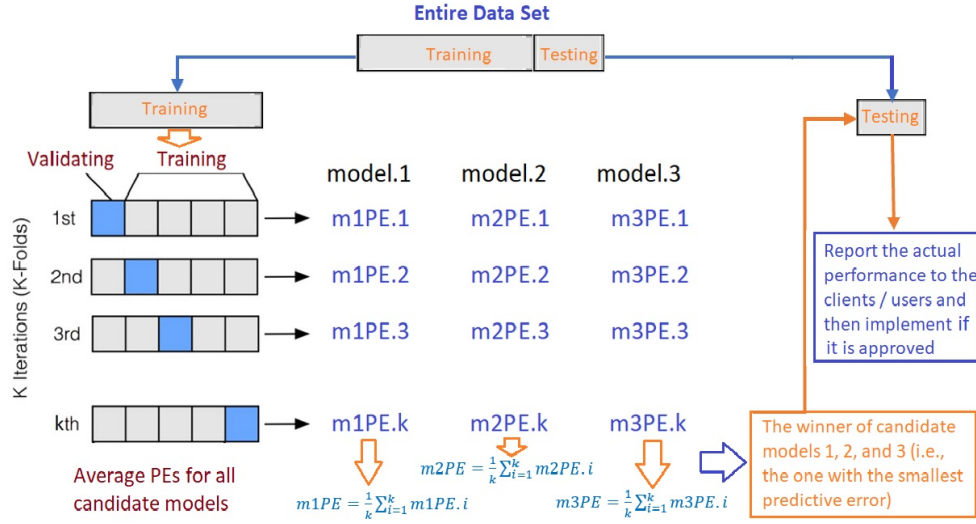 Entire Data Set
Training Testing
Training
Testing
Validating Training
model.1 model.2 model.3
K Iterations (K-Folds)
1st m1PE.1 m2PE.1 m3PE.1
2nd m1PE.2 m2PE.2 m3PE.2
3rd m1PE.3 m2PE.3 m3PE.3
kth m1PE.k m2PE.k m3PE.k
Report the actual
performance to the
clients / users and
then implement if
it is approved
Average PEs for all
candidate models
m1PE = 1/k ∑_{i=1}^{k} m1PE.i
m2PE = 1/k ∑_{i=1}^{k} m2PE.i
m3PE = 1/k ∑_{i=1}^{k} m3PE.i
The winner of candidate
models 1, 2, and 3 (i.e.,
the one with the smallest
predictive error)